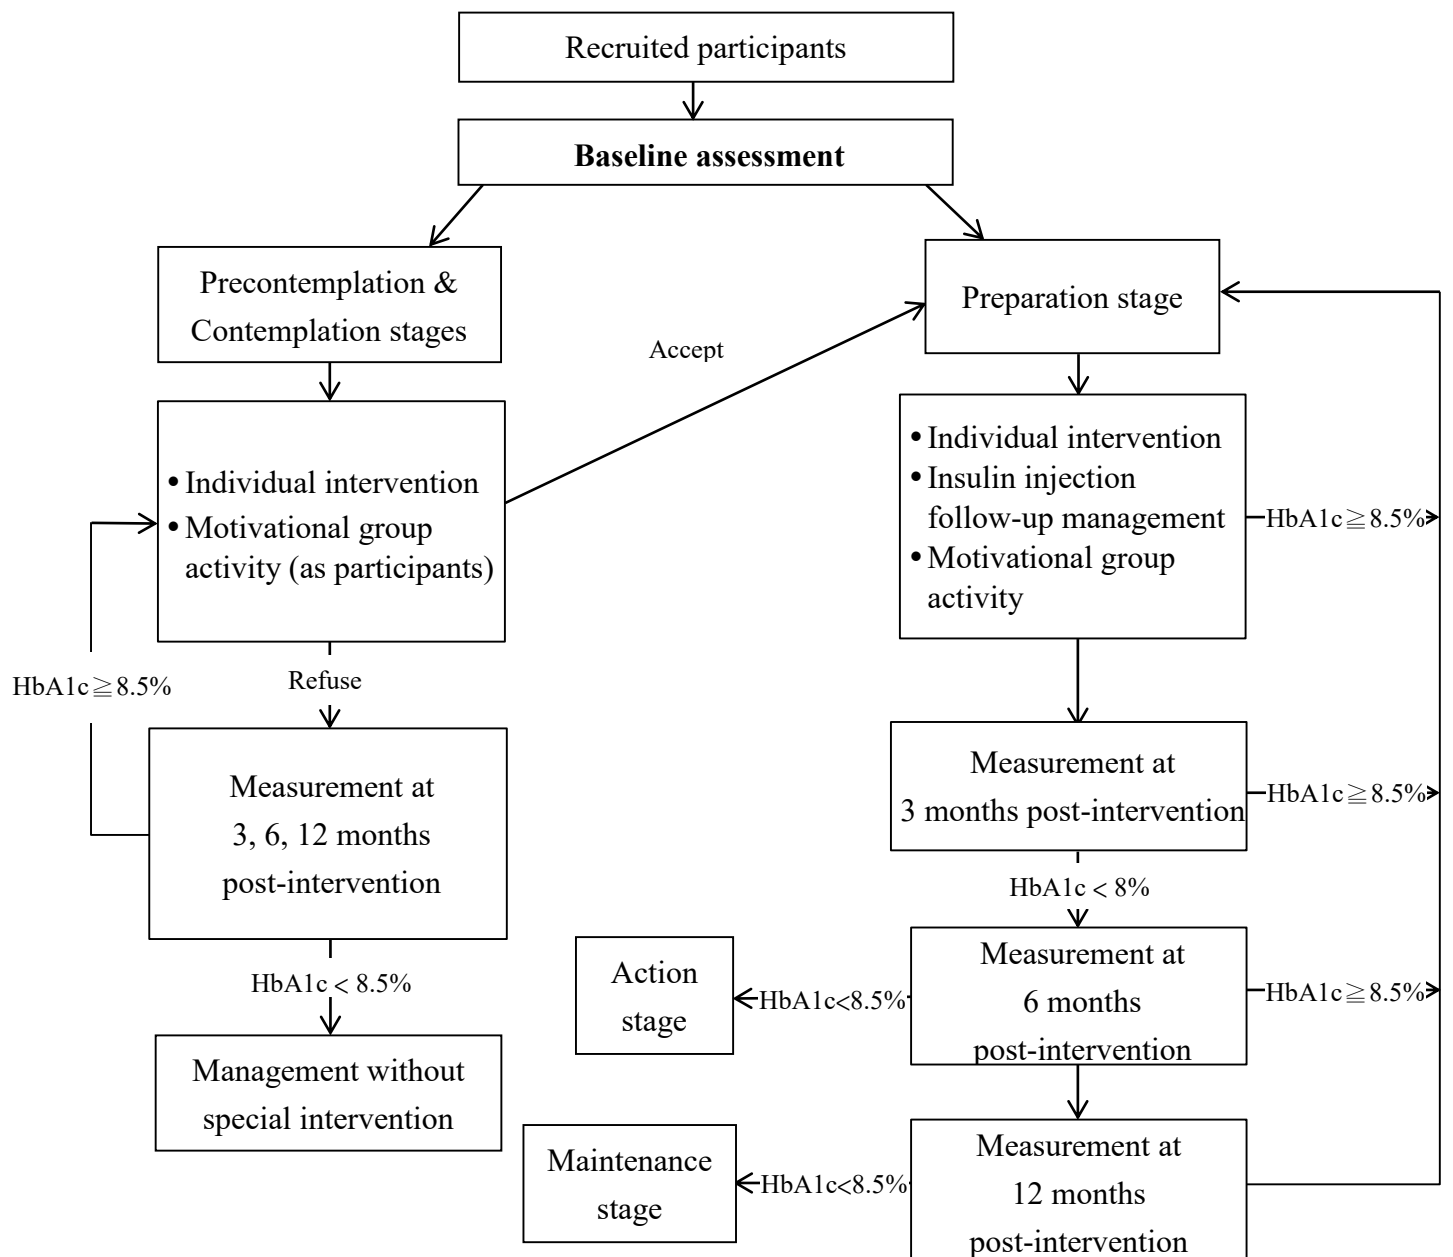 Recruited participants
Baseline assessment
Precontemplation &
Contemplation stages
Preparation stage
Accept
• Individual intervention
• Motivational group
activity (as participants)
• Individual intervention
• Insulin injection
follow-up management
• Motivational group
activity
HbA1c≧8.5%
HbA1c≧8.5%
Refuse
Measurement at
3, 6, 12 months
post-intervention
Measurement at
3 months post-intervention
HbA1c≧8.5%
HbA1c < 8%
HbA1c < 8.5%
Management without
special intervention
Action
stage
HbA1c<8.5%
Measurement at
6 months
post-intervention
HbA1c≧8.5%
Maintenance
stage
HbA1c<8.5%
Measurement at
12 months
post-intervention